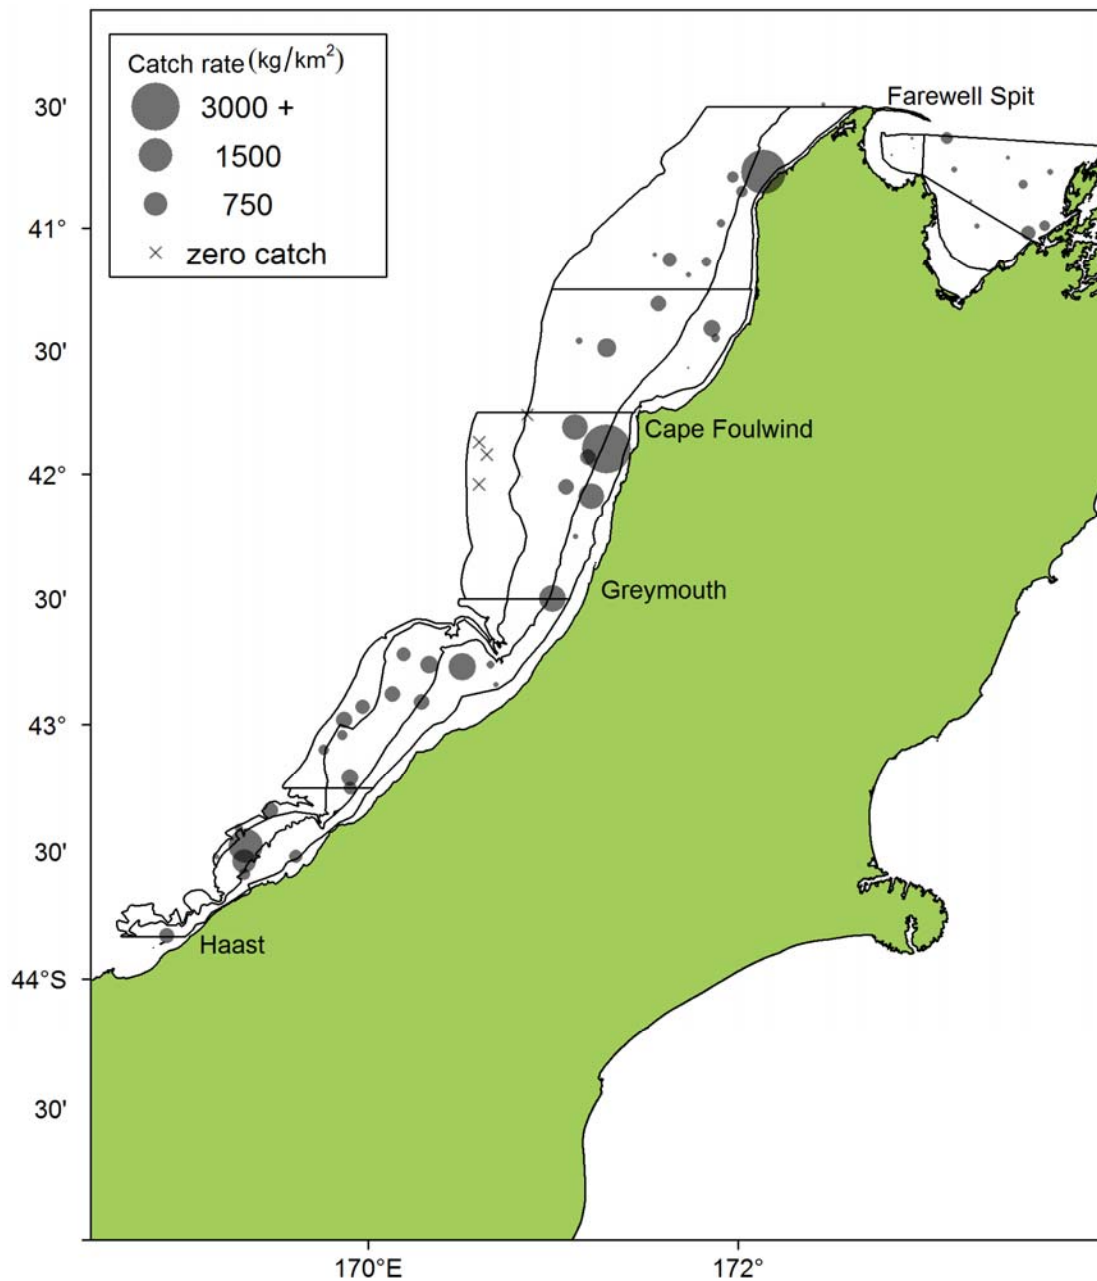 Catch rate (kg/km²)
3000 +
1500
750
× zero catch
Farewell Spit
Cape Foulwind
Greymouth
Haast
30'
41°
30'
42°
30'
43°
30'
44°S
30'
170°E
172°